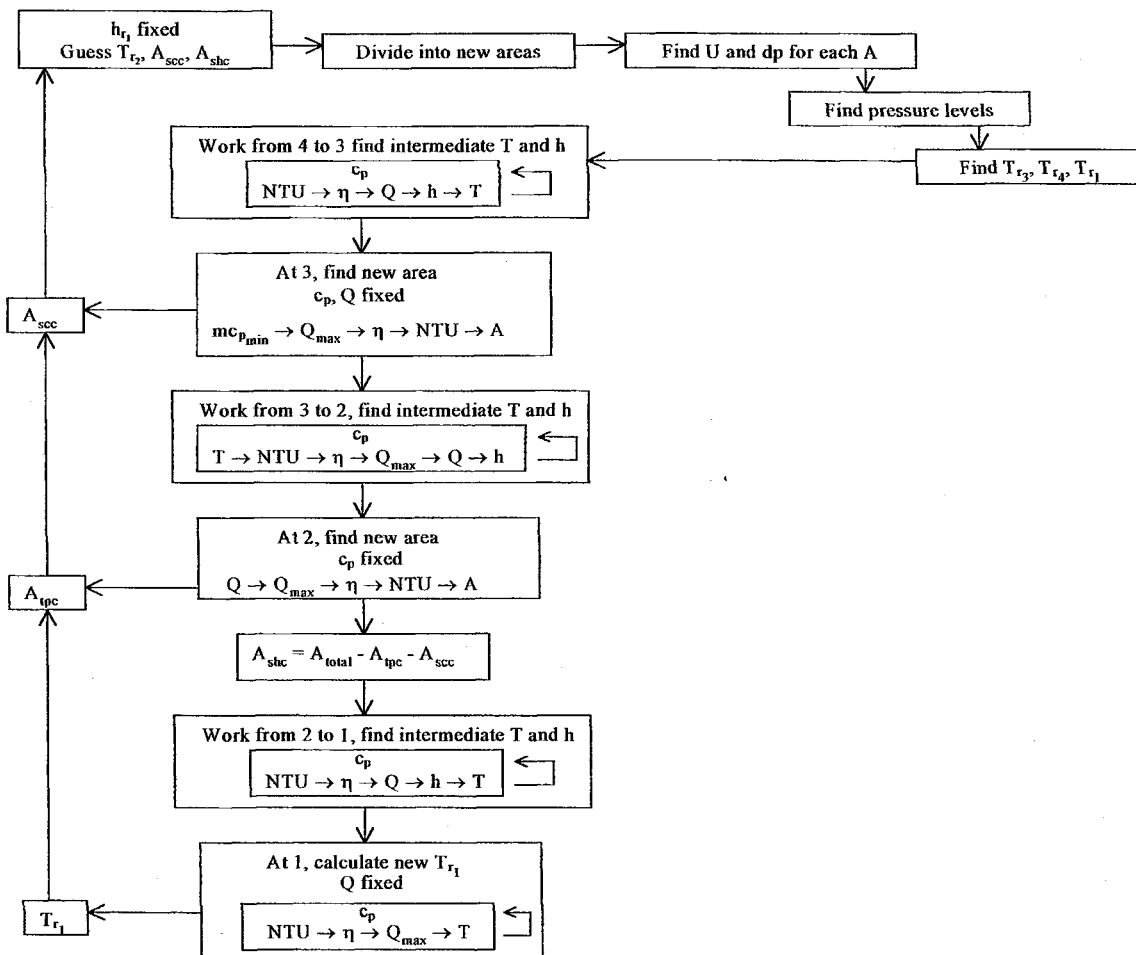 h_r₁ fixed
Guess T_r₂, A_scc, A_shc
Divide into new areas
Find U and dp for each A
Find pressure levels
Find T_r₃, T_r₄, T_r₁
Work from 4 to 3 find intermediate T and h
c_p
NTU → η → Q → h → T
At 3, find new area
c_p, Q fixed
mc_p_min → Q_max → η → NTU → A
A_scc
Work from 3 to 2, find intermediate T and h
c_p
T → NTU → η → Q_max → Q → h
At 2, find new area
c_p fixed
Q → Q_max → η → NTU → A
A_tpc
A_shc = A_total - A_tpc - A_scc
Work from 2 to 1, find intermediate T and h
c_p
NTU → η → Q → h → T
At 1, calculate new T_r₁
Q fixed
c_p
NTU → η → Q_max → T
T_r₁